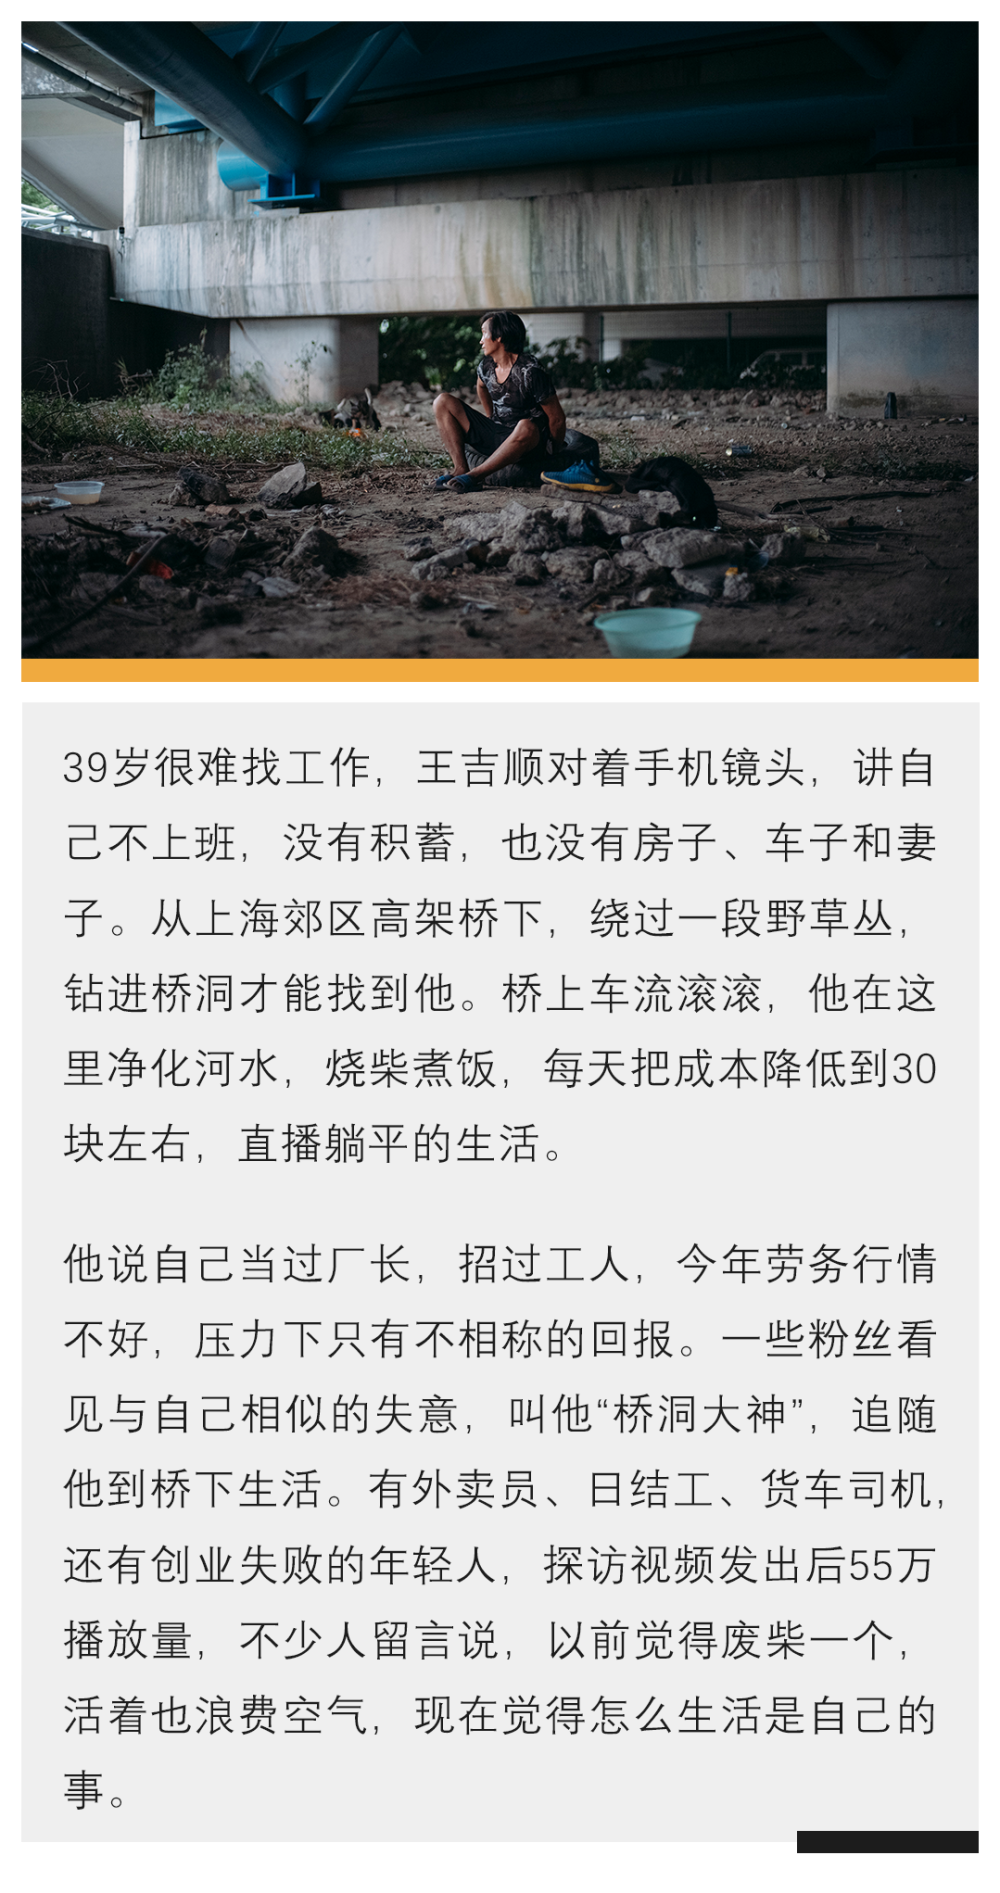 39岁很难找工作，王吉顺对着手机镜头，讲自
己不上班，没有积蓄，也没有房子、车子和妻
子。从上海郊区高架桥下，绕过一段野草丛，
钻进桥洞才能找到他。桥上车流滚滚，他在这
里净化河水，烧柴煮饭，每天把成本降低到30
块左右，直播躺平的生活。
他说自己当过厂长，招过工人，今年劳务行情
不好，压力下只有不相称的回报。一些粉丝看
见与自己相似的失意，叫他“桥洞大神”，追随
他到桥下生活。有外卖员、日结工、货车司机，
还有创业失败的年轻人，探访视频发出后55万
播放量，不少人留言说，以前觉得废柴一个，
活着也浪费空气，现在觉得怎么生活是自己的
事。